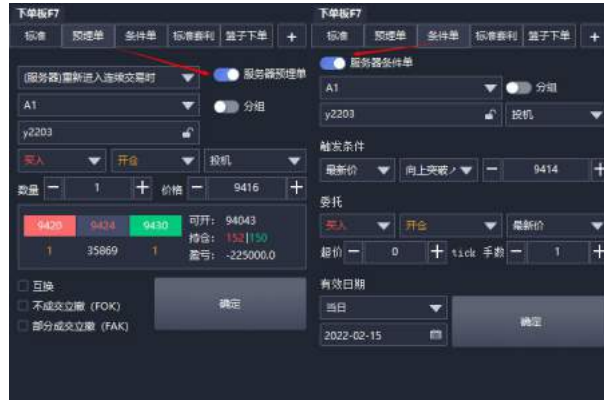 下单板F7
标准 预埋单 条件单 标准套利 篮子下单 +
(服务器)重新进入连续交易时 服务器预埋单
A1 分组
y2203
买入 开仓 投机
数量 - 1 + 价格 - 9416 +
9420 9424 9430 可开: 94043
1 35869 1 持仓: 152|150
盈亏: -225000.0
互换
不成交立撤 (FOK)
部分成交立撤 (FAK)
确定
下单板F7
标准 预埋单 条件单 标准套利 篮子下单 +
服务器条件单
A1 分组
y2203 投机
触发条件
最新价 向上突破 - 9414 +
委托
买入 开仓 最新价
超价 - 0 + tick 手数 - 1 +
有效日期
当日
2022-02-15
确定